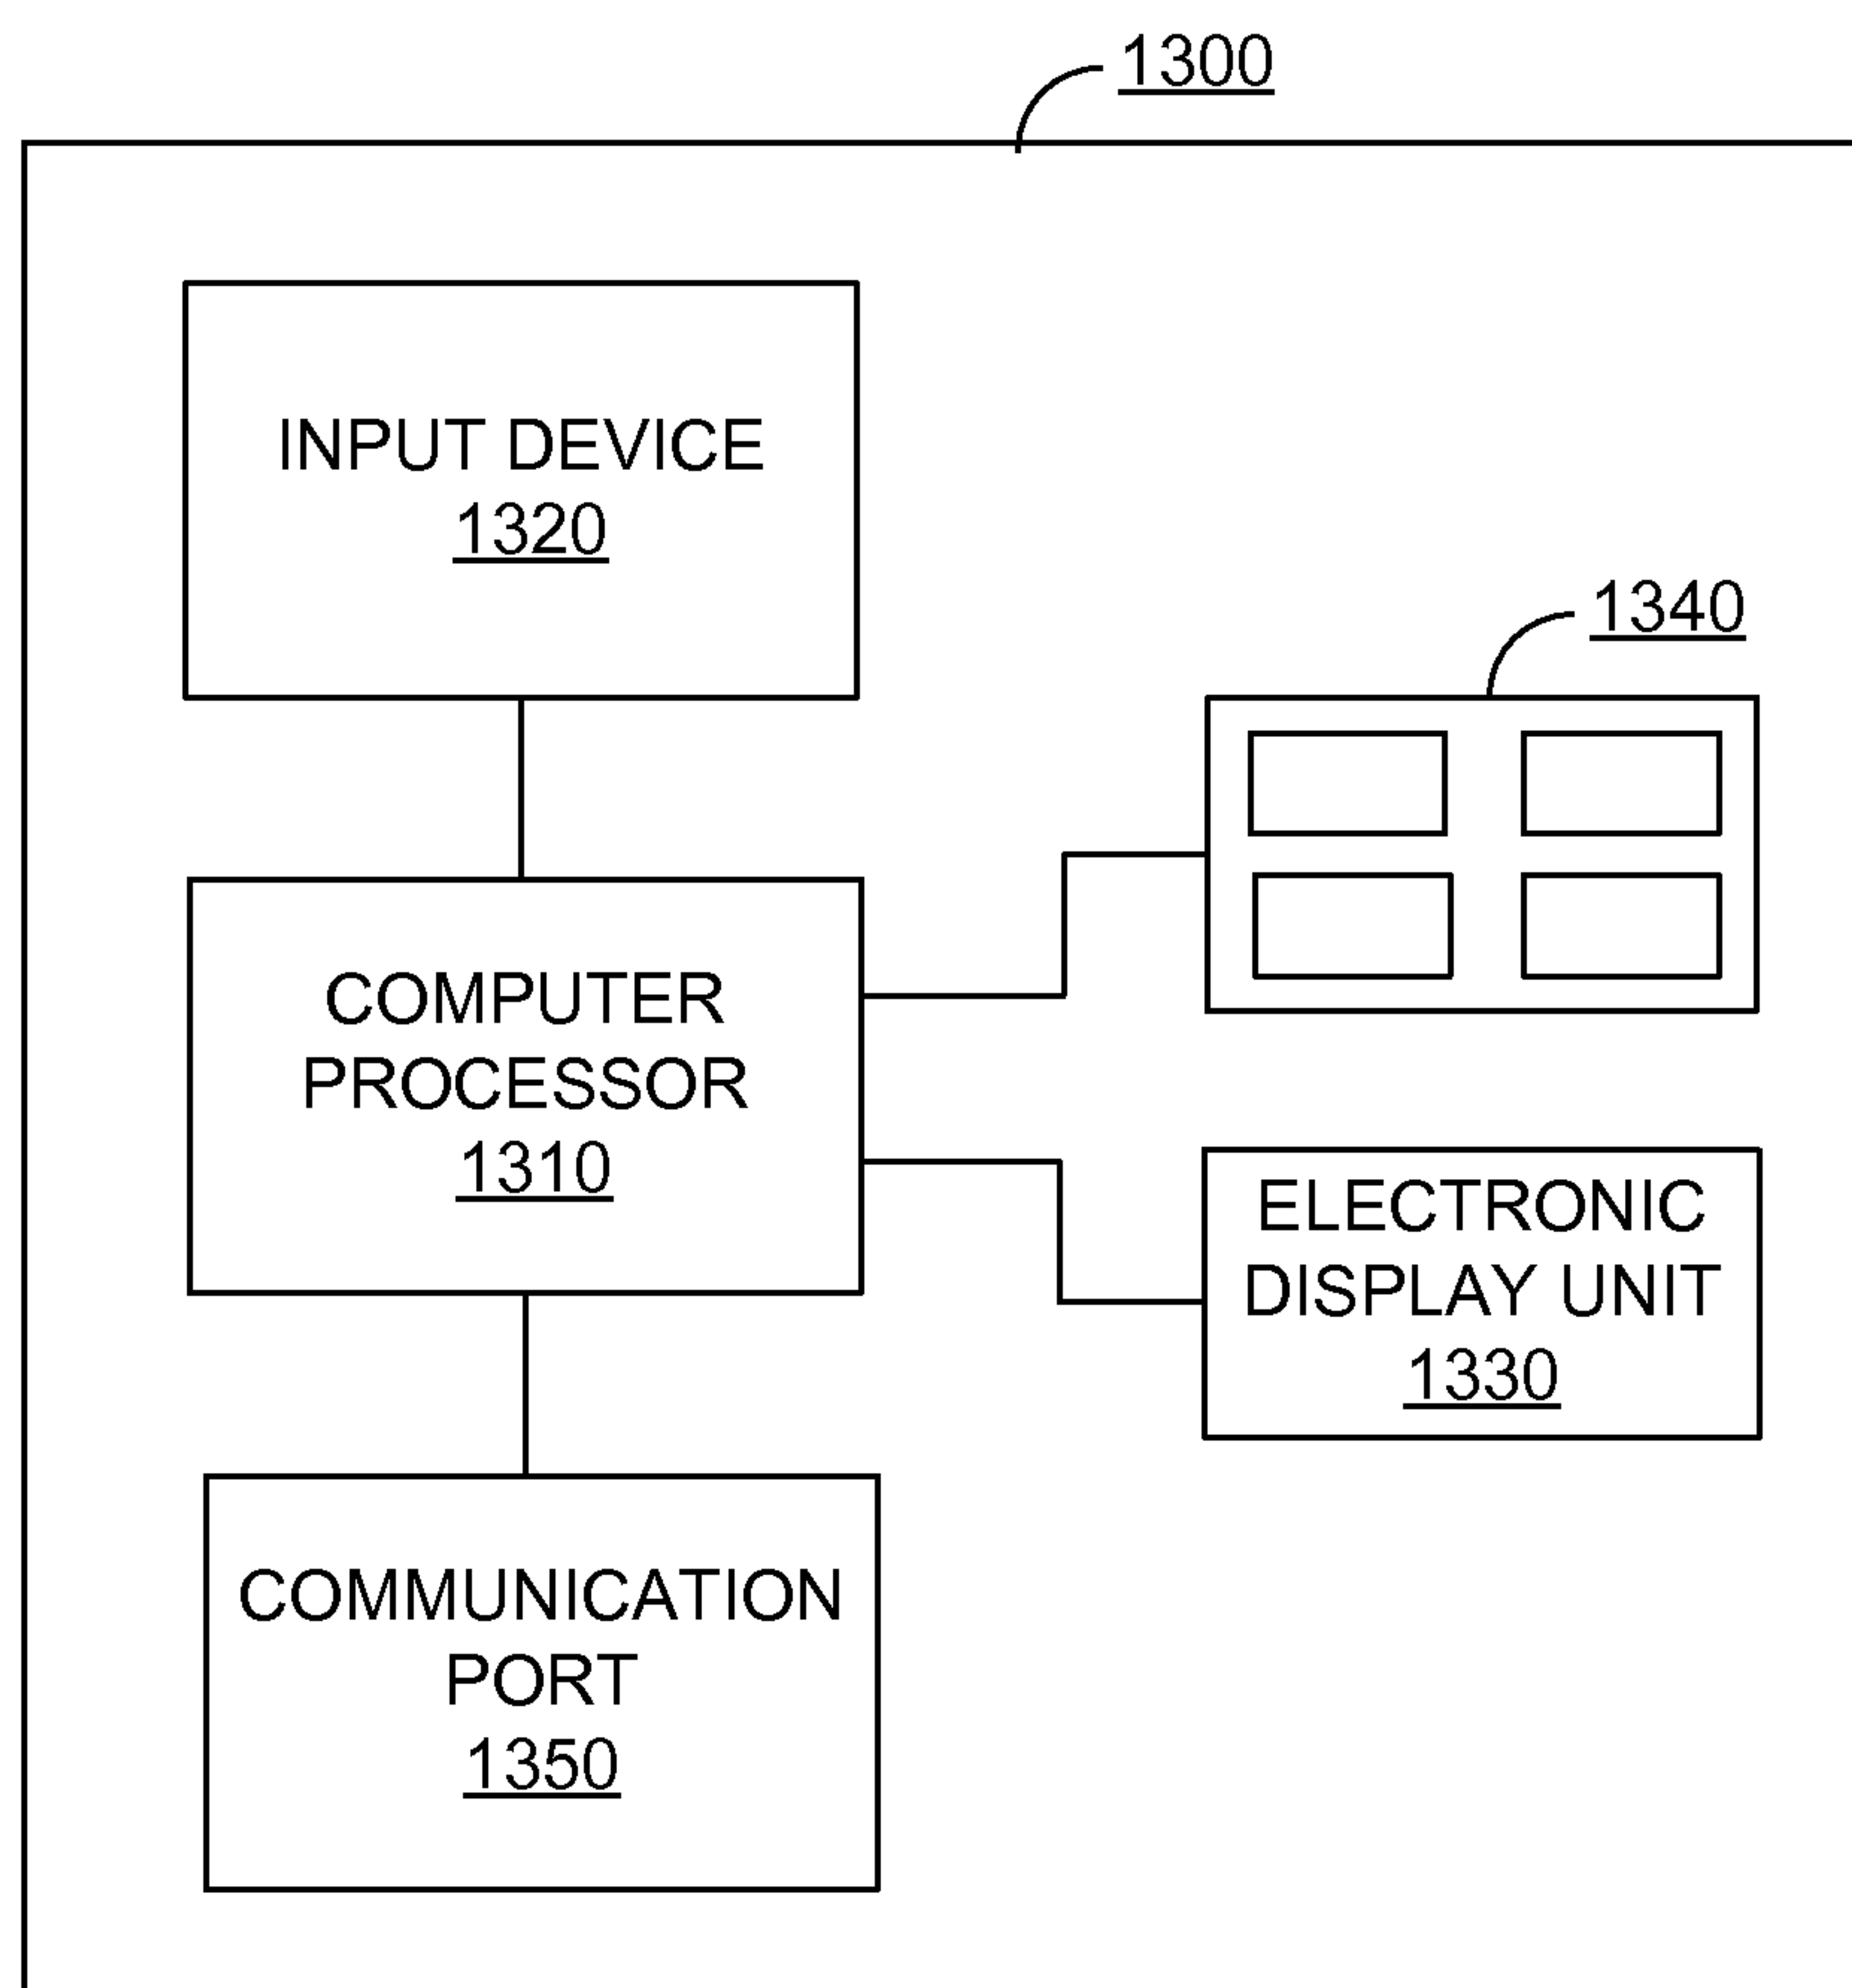 1300
INPUT DEVICE
1320
1340
COMPUTER
PROCESSOR
1310
ELECTRONIC
DISPLAY UNIT
1330
COMMUNICATION
PORT
1350